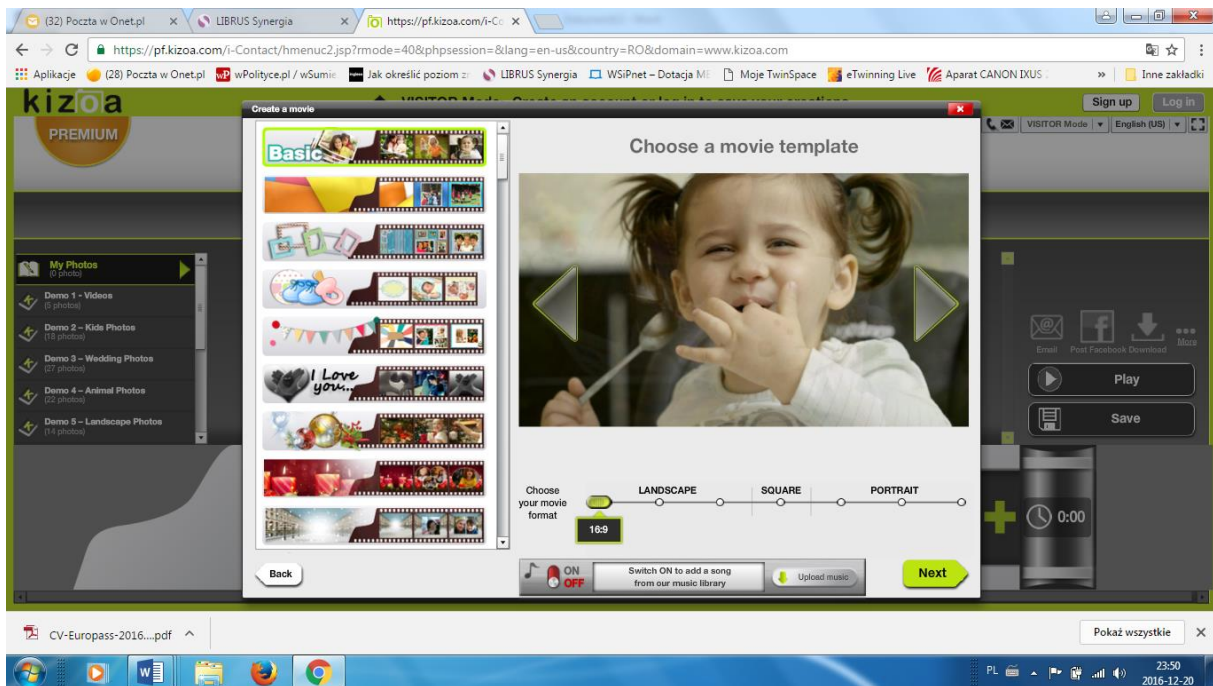 (32) Poczta w Onet.pl
LIBRUS Synergia
https://pf.kizoa.com/i-Co
https://pf.kizoa.com/i-Contact/hmenuc2.jsp?rmode=40&phpsession=&lang=en-us&country=RO&domain=www.kizoa.com
Aplikacje (28) Poczta w Onet.pl wPolityce.pl / wSumie Jak określić poziom LIBRUS Synergia WSiPnet – Dotacja Moje TwinSpace eTwinning Live Aparat CANON IXUS » Inne zakładki
kizoa
PREMIUM
VISITOR Mode - Create an account or log in to save your creations
Sign up
Log in
VISITOR Mode
English (US)
Create a movie
Choose a movie template
Basic
I Love you...
My Photos
(0 photo)
Demo 1 - Videos
(5 photos)
Demo 2 – Kids Photos
(18 photos)
Demo 3 – Wedding Photos
(27 photos)
Demo 4 – Animal Photos
(22 photos)
Demo 5 – Landscape Photos
(14 photos)
Email
Post Facebook
Download
More
Play
Save
0:00
Choose
your movie
format
LANDSCAPE
SQUARE
PORTRAIT
16:9
Back
ON
OFF
Switch ON to add a song
from our music library
Upload music
Next
CV-Europass-2016....pdf
Pokaż wszystkie
W
PL
23:50
2016-12-20